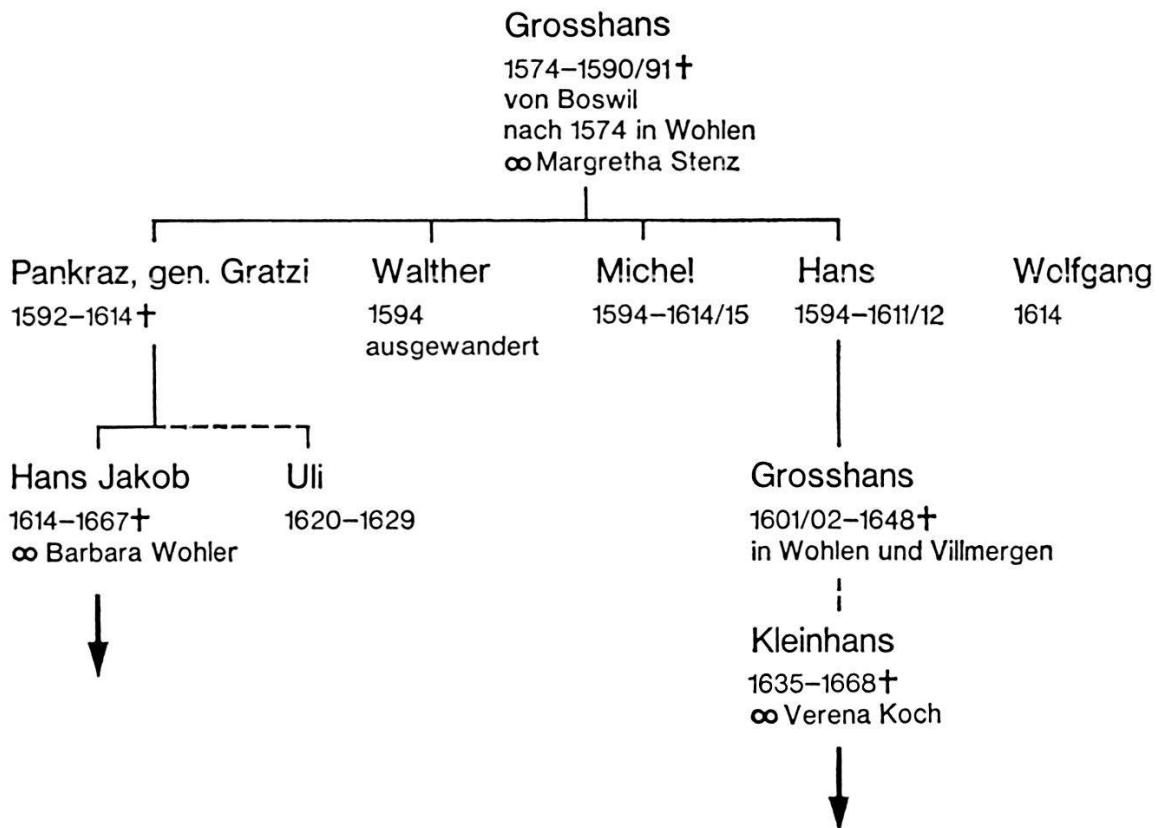 Grosshans
1574–1590/91✝
von Boswil
nach 1574 in Wohlen
∞ Margretha Stenz
Pankraz, gen. Gratzi
1592–1614✝
Walther
1594
ausgewandert
Michel
1594–1614/15
Hans
1594–1611/12
Wolfgang
1614
Hans Jakob
1614–1667✝
∞ Barbara Wohler
Uli
1620–1629
Grosshans
1601/02–1648✝
in Wohlen und Villmergen
Kleinhans
1635–1668✝
∞ Verena Koch